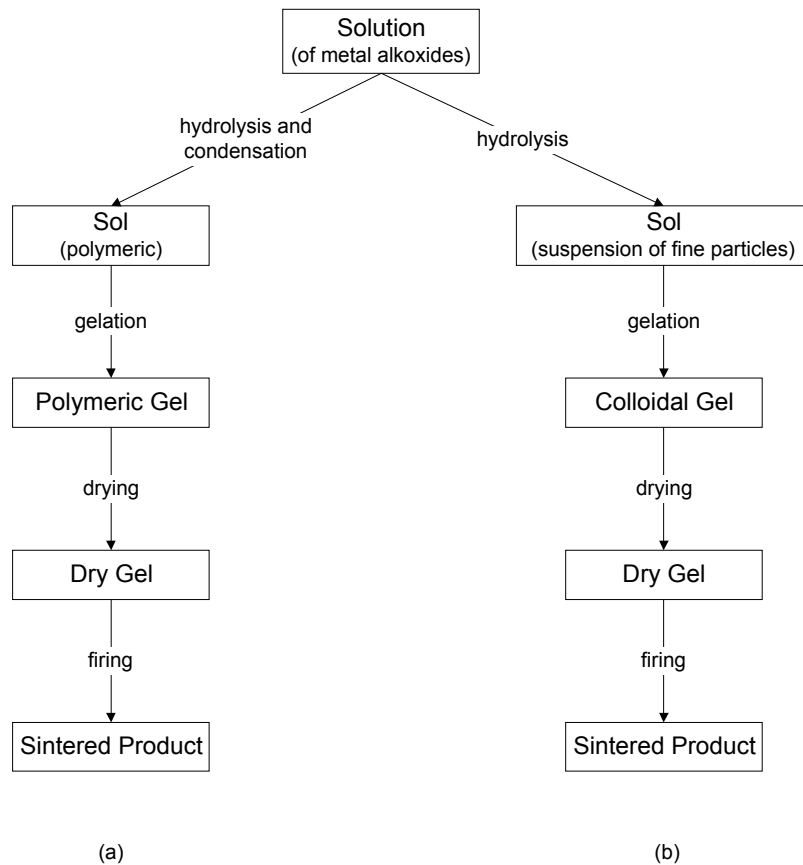 Solution
(of metal alkoxides)
hydrolysis and
condensation
hydrolysis
Sol
(polymeric)
Sol
(suspension of fine particles)
gelation
gelation
Polymeric Gel
Colloidal Gel
drying
drying
Dry Gel
Dry Gel
firing
firing
Sintered Product
Sintered Product
(a)
(b)